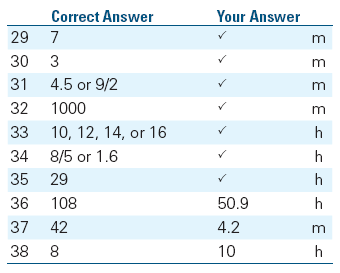 Correct Answer Your Answer
29 7 ✓ m
30 3 ✓ m
31 4.5 or 9/2 ✓ m
32 1000 ✓ m
33 10, 12, 14, or 16 ✓ h
34 8/5 or 1.6 ✓ h
35 29 ✓ h
36 108 50.9 h
37 42 4.2 m
38 8 10 h